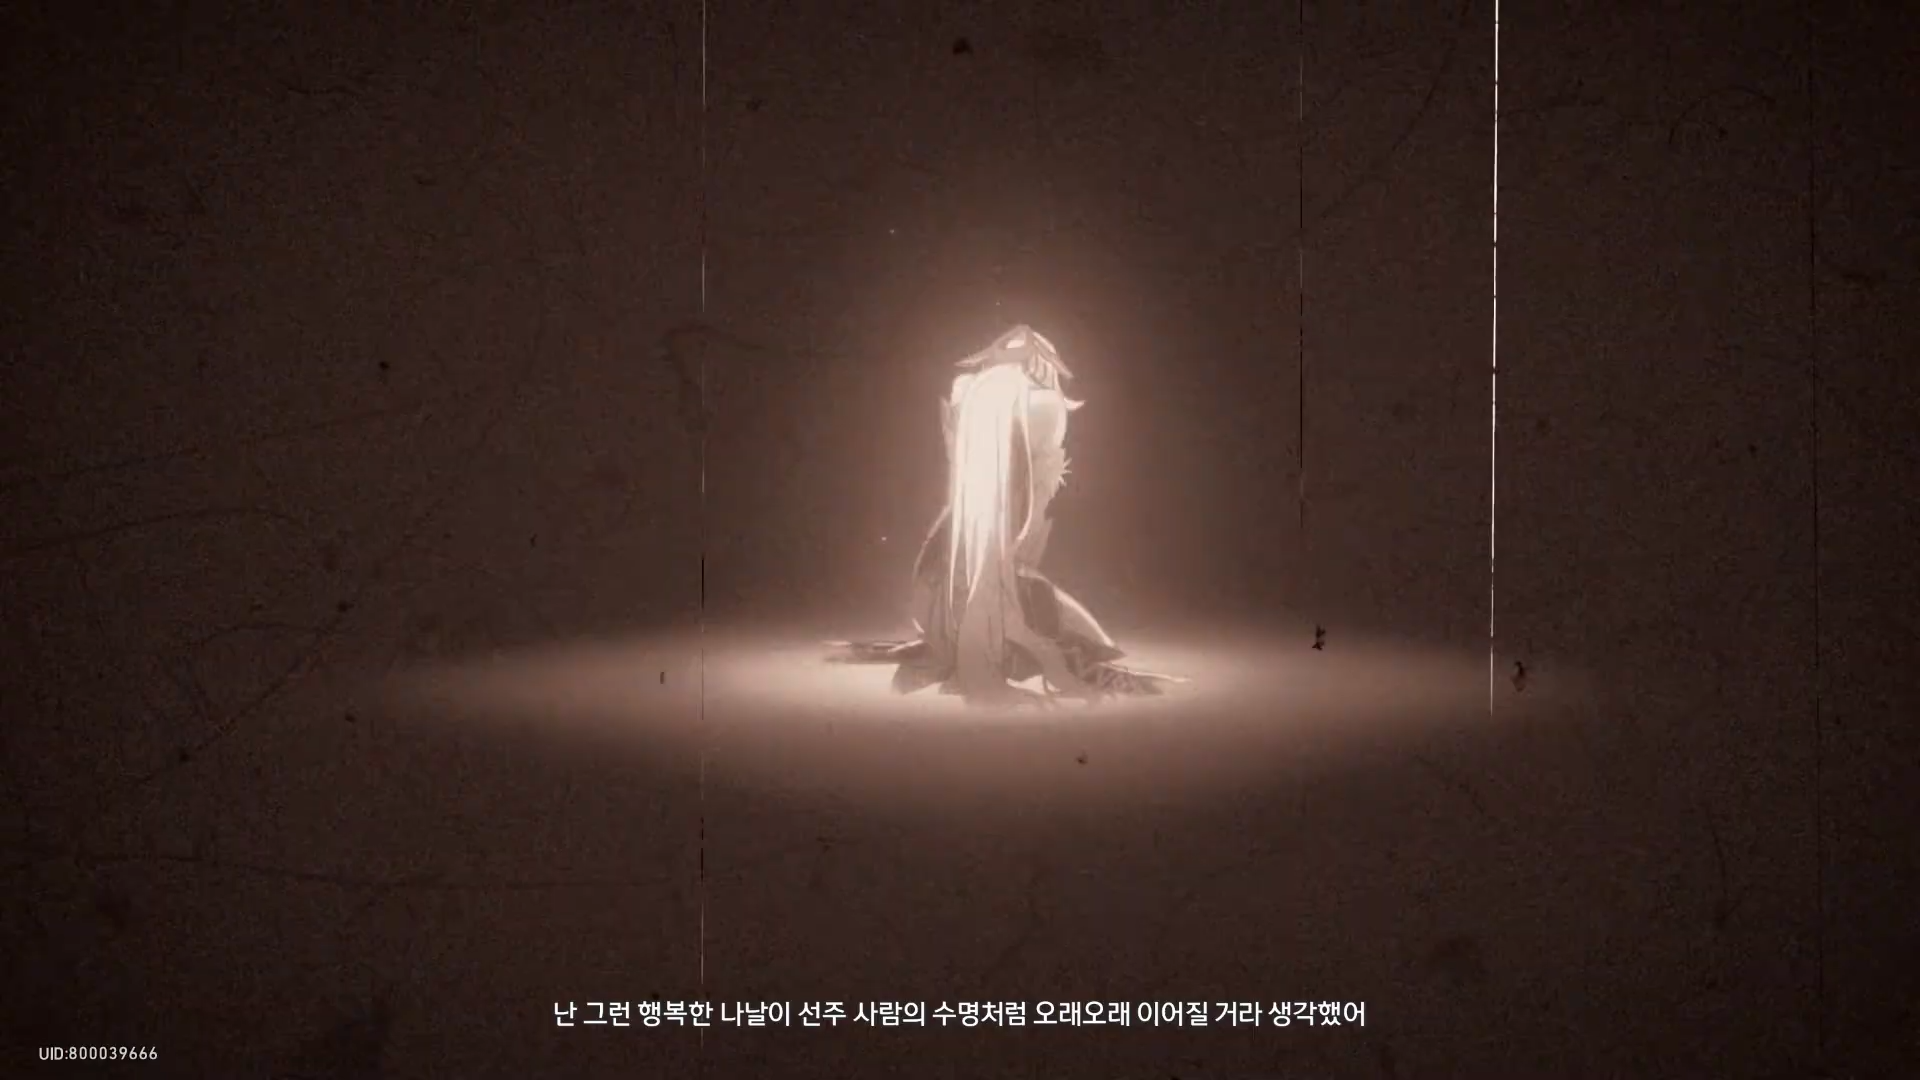 난 그런 행복한 나날이 선주 사람의 수명처럼 오래오래 이어질 거라 생각했어
UID:800039666